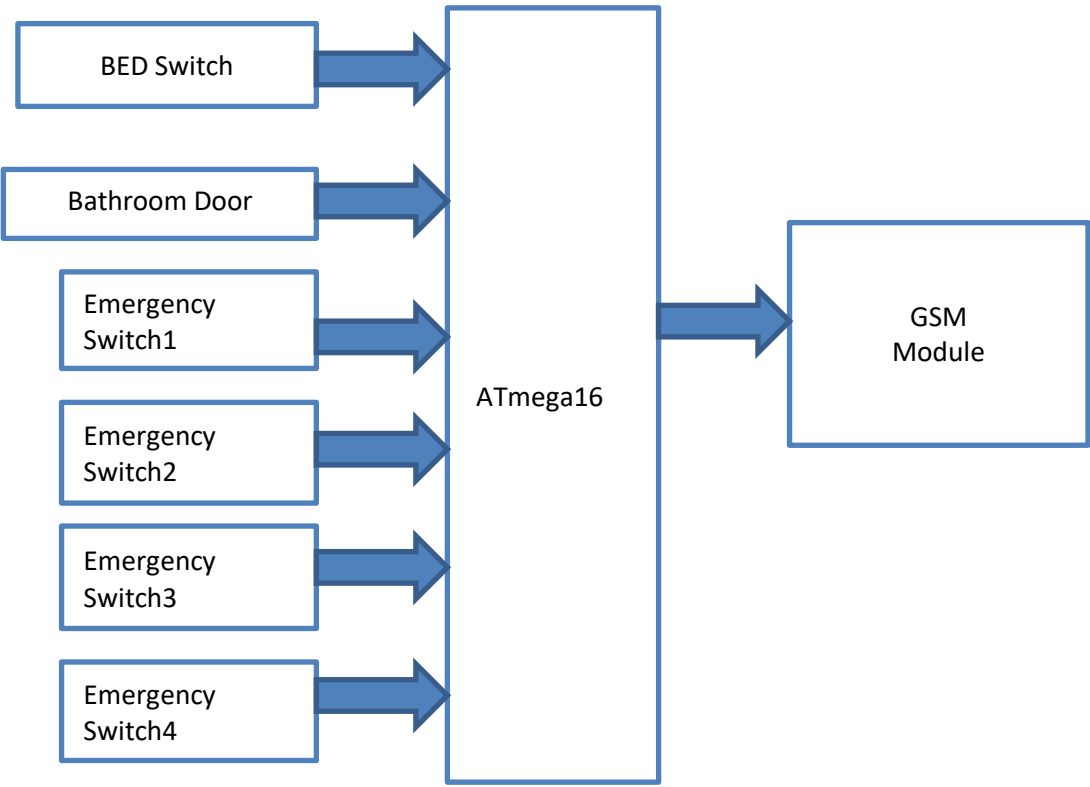 BED Switch
Bathroom Door
Emergency
Switch1
Emergency
Switch2
Emergency
Switch3
Emergency
Switch4
ATmega16
GSM
Module